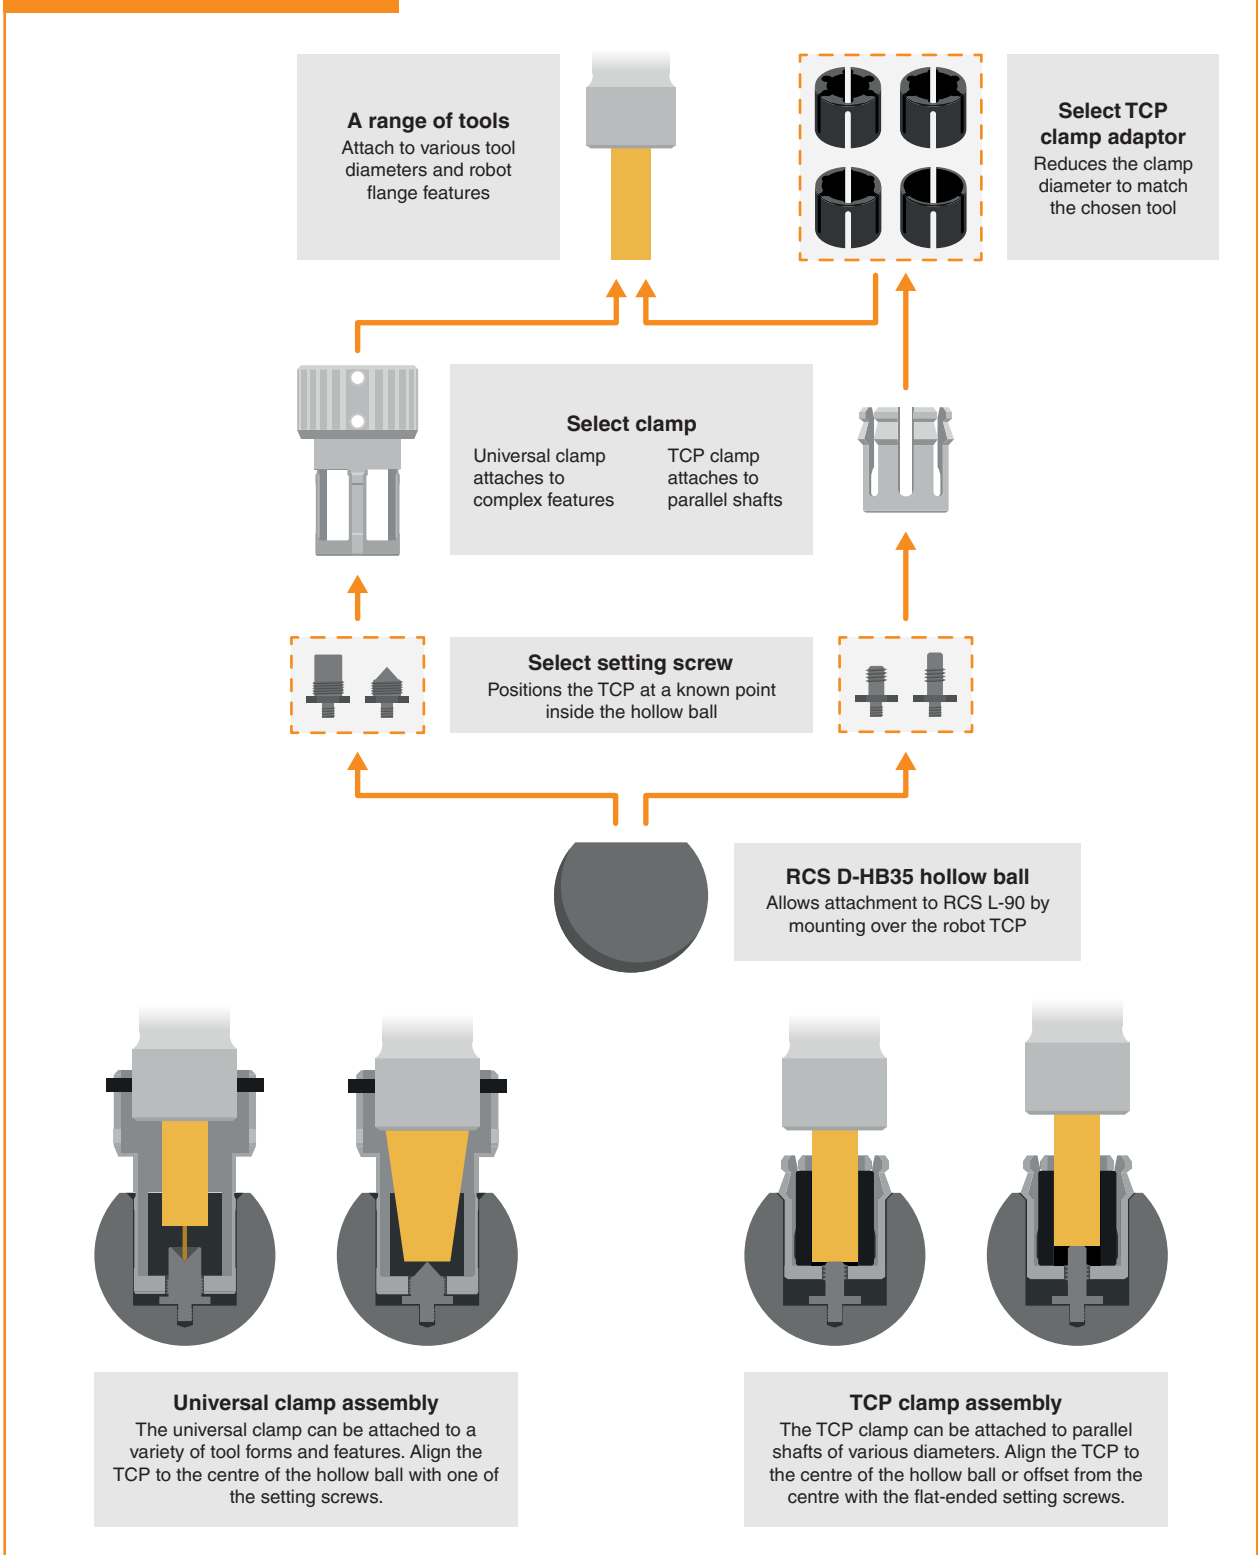 A range of tools
Attach to various tool
diameters and robot
flange features
Select TCP
clamp adaptor
Reduces the clamp
diameter to match
the chosen tool
Select clamp
Universal clamp
attaches to
complex features
TCP clamp
attaches to
parallel shafts
Select setting screw
Positions the TCP at a known point
inside the hollow ball
RCS D-HB35 hollow ball
Allows attachment to RCS L-90 by
mounting over the robot TCP
Universal clamp assembly
The universal clamp can be attached to a
variety of tool forms and features. Align the
TCP to the centre of the hollow ball with one of
the setting screws.
TCP clamp assembly
The TCP clamp can be attached to parallel
shafts of various diameters. Align the TCP to
the centre of the hollow ball or offset from the
centre with the flat-ended setting screws.